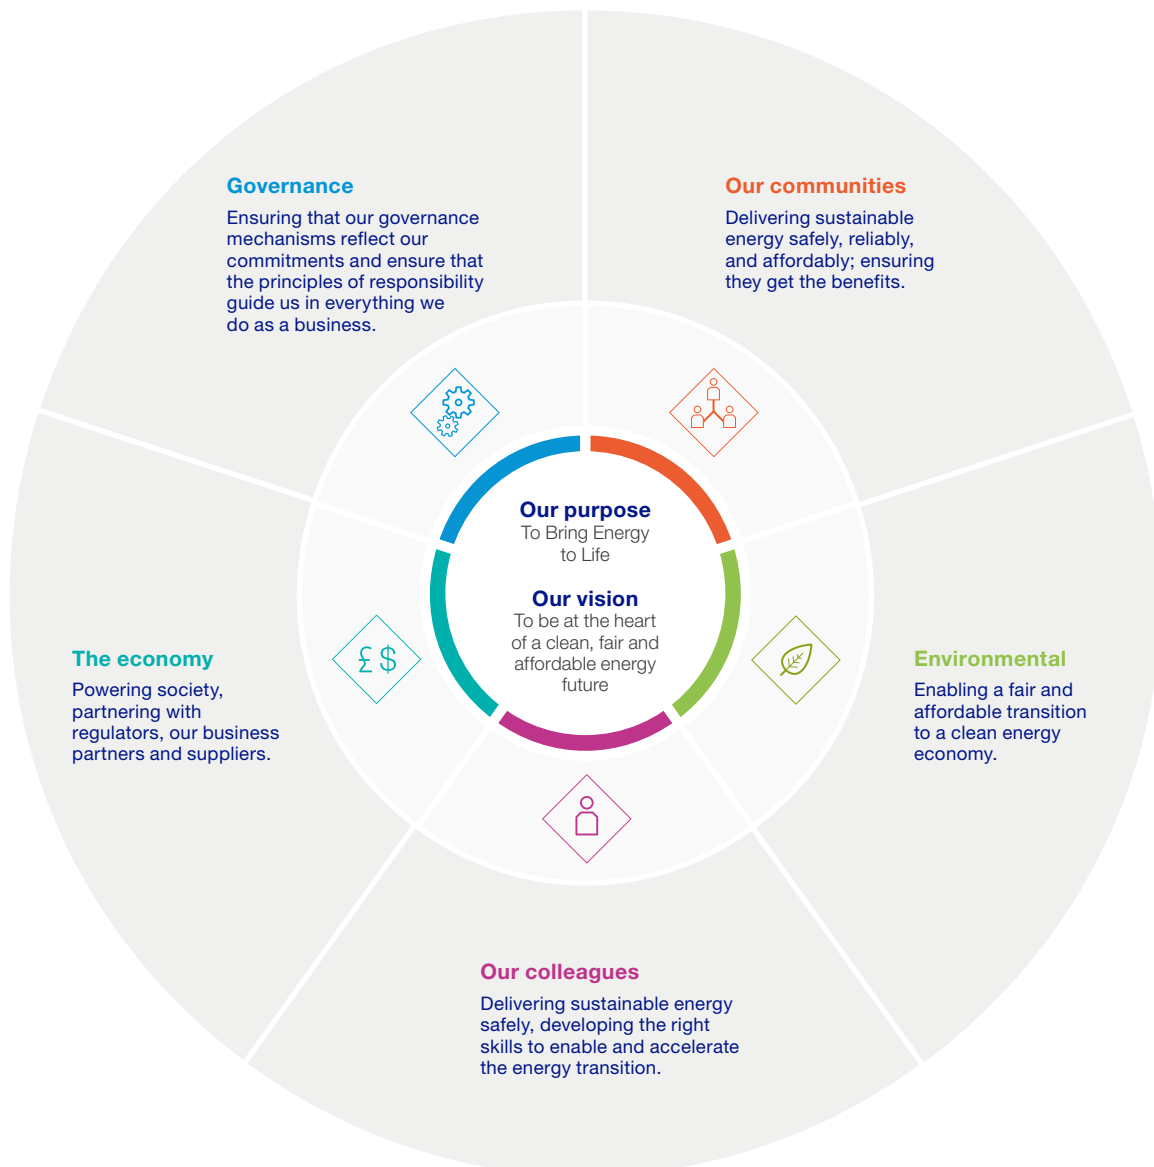 Governance
Ensuring that our governance
mechanisms reflect our
commitments and ensure that
the principles of responsibility
guide us in everything we
do as a business.
Our communities
Delivering sustainable
energy safely, reliably,
and affordably; ensuring
they get the benefits.
Our purpose
To Bring Energy
to Life
Our vision
To be at the heart
of a clean, fair and
affordable energy
future
The economy
Powering society,
partnering with
regulators, our business
partners and suppliers.
£ $
Environmental
Enabling a fair and
affordable transition
to a clean energy
economy.
Our colleagues
Delivering sustainable energy
safely, developing the right
skills to enable and accelerate
the energy transition.